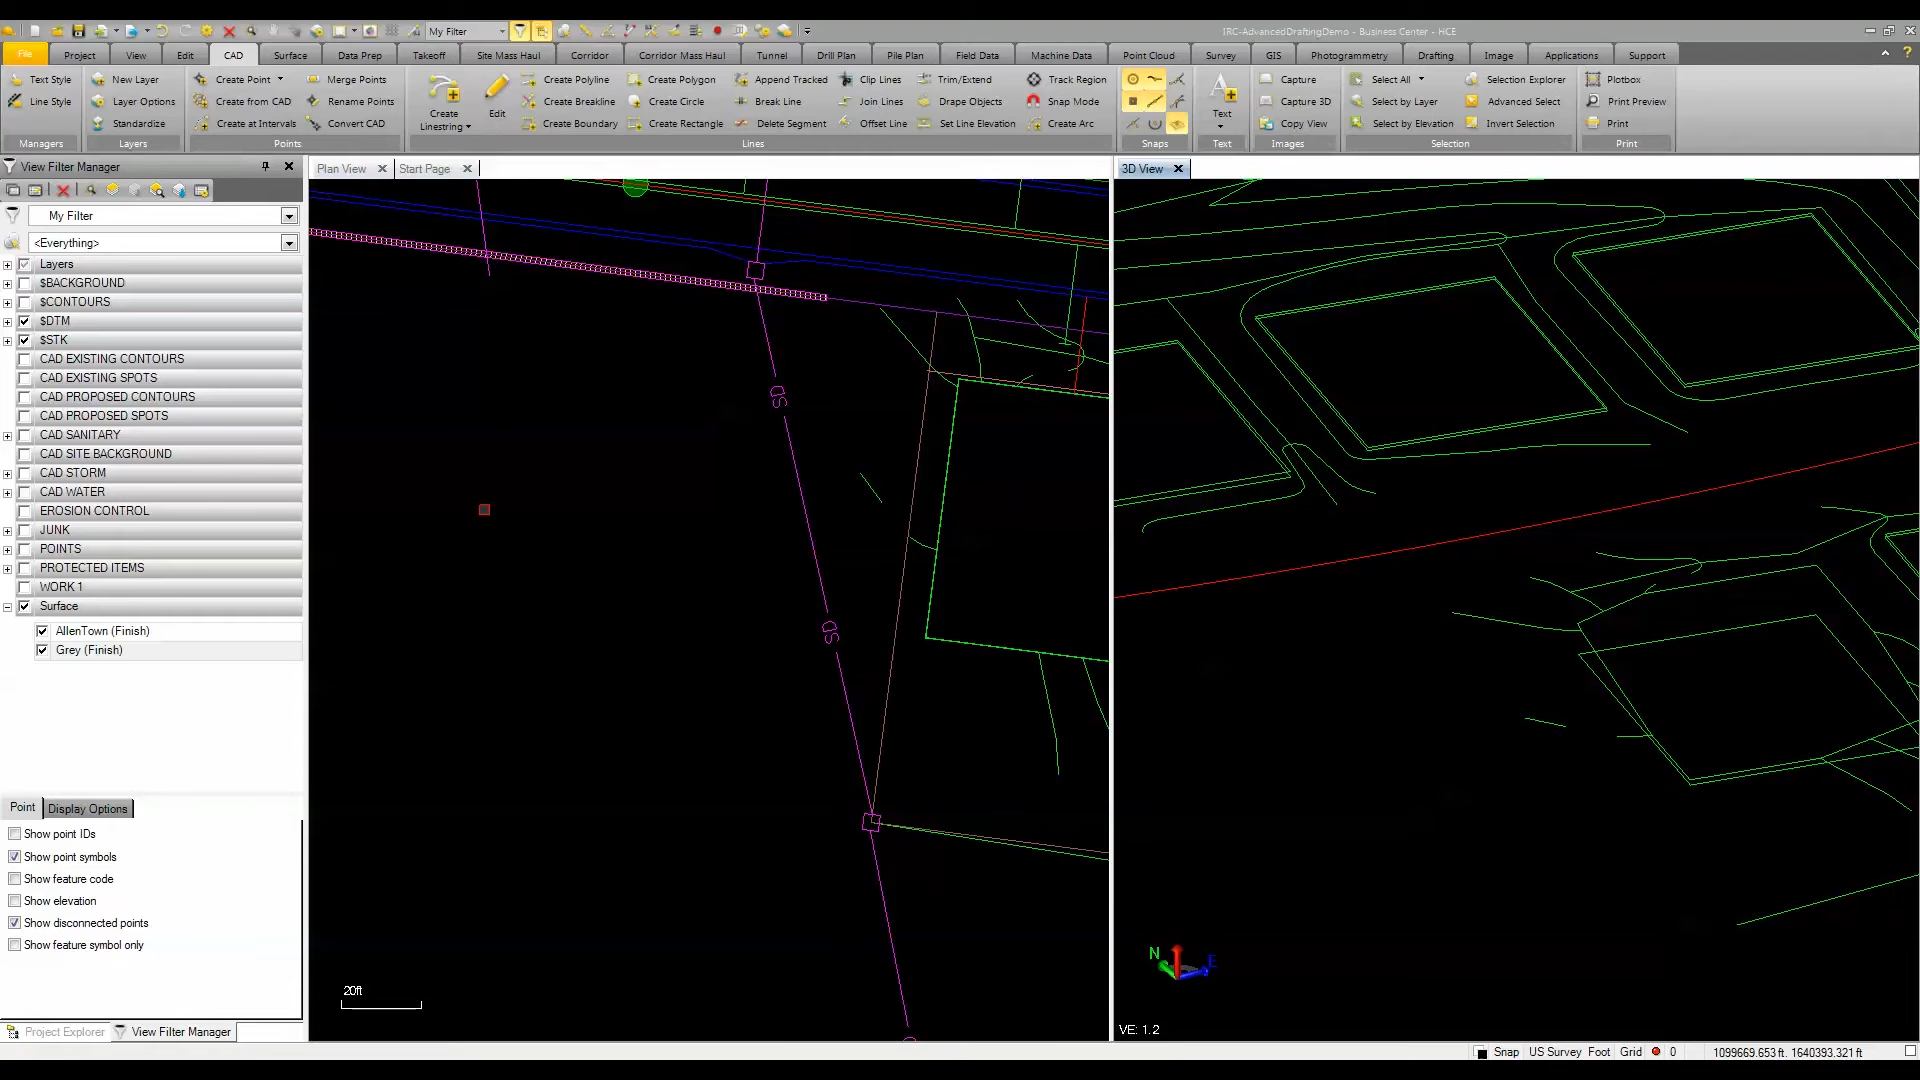 My Filter
IRC-AdvancedDraftingDemo - Business Center - HCE
File Project View Edit CAD Surface Data Prep Takeoff Site Mass Haul Corridor Corridor Mass Haul Tunnel Drill Plan Pile Plan Field Data Machine Data Point Cloud Survey GIS Photogrammetry Drafting Image Applications Support
Text Style
Line Style
Managers
New Layer
Layer Options
Standardize
Layers
Create Point
Create from CAD
Create at Intervals
Merge Points
Rename Points
Convert CAD
Points
Create
Linestring
Edit
Create Polyline
Create Breakline
Create Boundary
Create Polygon
Create Circle
Create Rectangle
Append Tracked
Break Line
Delete Segment
Clip Lines
Join Lines
Offset Line
Trim/Extend
Drape Objects
Set Line Elevation
Track Region
Snap Mode
Create Arc
Lines
Snaps
Text
Text
Capture
Capture 3D
Copy View
Images
Select All
Select by Layer
Select by Elevation
Selection Explorer
Advanced Select
Invert Selection
Selection
Plotbox
Print Preview
Print
Print
View Filter Manager
My Filter
<Everything>
Layers
$BACKGROUND
$CONTOURS
$DTM
$STK
CAD EXISTING CONTOURS
CAD EXISTING SPOTS
CAD PROPOSED CONTOURS
CAD PROPOSED SPOTS
CAD SANITARY
CAD SITE BACKGROUND
CAD STORM
CAD WATER
EROSION CONTROL
JUNK
POINTS
PROTECTED ITEMS
WORK 1
Surface
AllenTown (Finish)
Grey (Finish)
Point Display Options
Show point IDs
Show point symbols
Show feature code
Show elevation
Show disconnected points
Show feature symbol only
Project Explorer View Filter Manager
Plan View Start Page
SD
SD
20ft
3D View
N
E
VE: 1.2
Snap US Survey Foot Grid 0 1099669.653 ft, 1640393.321 ft